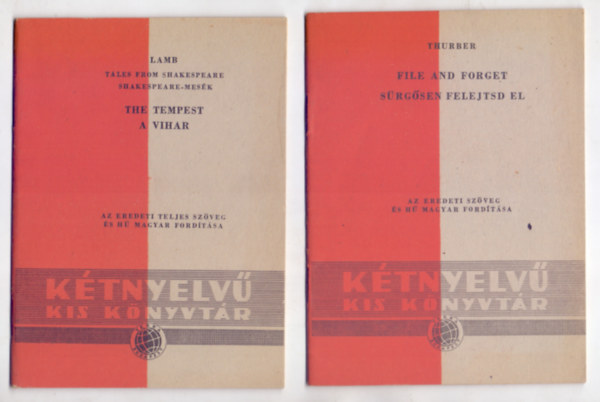 LAMB
TALES FROM SHAKESPEARE
SHAKESPEARE-MESÉK
THE TEMPEST
A VIHAR
AZ EREDETI TELJES SZÖVEG
ÉS HŰ MAGYAR FORDÍTÁSA
KÉTNYELVŰ
KIS KÖNYVTÁR
THURBER
FILE AND FORGET
SÜRGŐSEN FELEJTSD EL
AZ EREDETI SZÖVEG
ÉS HŰ MAGYAR FORDÍTÁSA
KÉTNYELVŰ
KIS KÖNYVTÁR